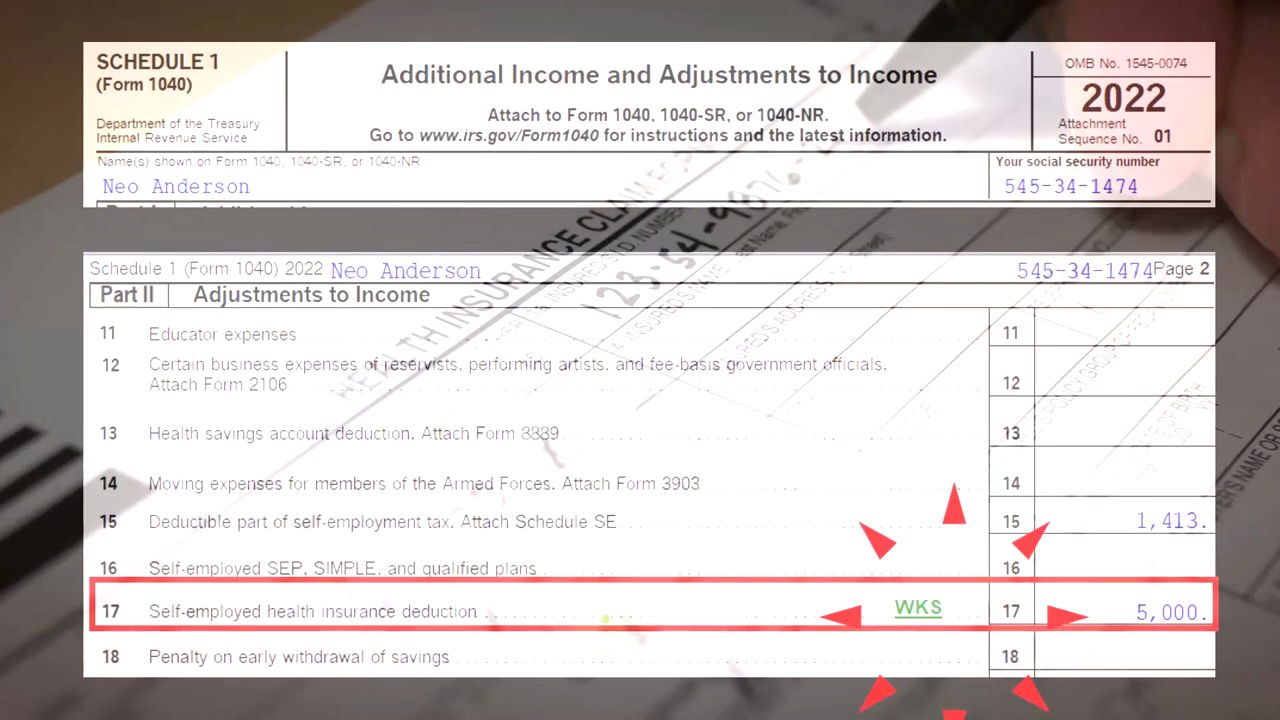 SCHEDULE 1
(Form 1040)
Department of the Treasury
Internal Revenue Service
Additional Income and Adjustments to Income
Attach to Form 1040, 1040-SR, or 1040-NR.
Go to www.irs.gov/Form1040 for instructions and the latest information.
OMB No. 1545-0074
2022
Attachment
Sequence No. 01
Name(s) shown on Form 1040, 1040-SR, or 1040-NR
Neo Anderson
Your social security number
545-34-1474
HEALTH INSURANCE CLAIM FORM
Schedule 1 (Form 1040) 2022 Neo Anderson 545-34-1474 Page 2
Part II Adjustments to Income
11 Educator expenses 11
12 Certain business expenses of reservists, performing artists, and fee-basis government officials.
Attach Form 2106 12
13 Health savings account deduction. Attach Form 8889 13
14 Moving expenses for members of the Armed Forces. Attach Form 3903 14
15 Deductible part of self-employment tax. Attach Schedule SE 15 1,413.
16 Self-employed SEP, SIMPLE, and qualified plans 16
17 Self-employed health insurance deduction WKS 17 5,000.
18 Penalty on early withdrawal of savings 18